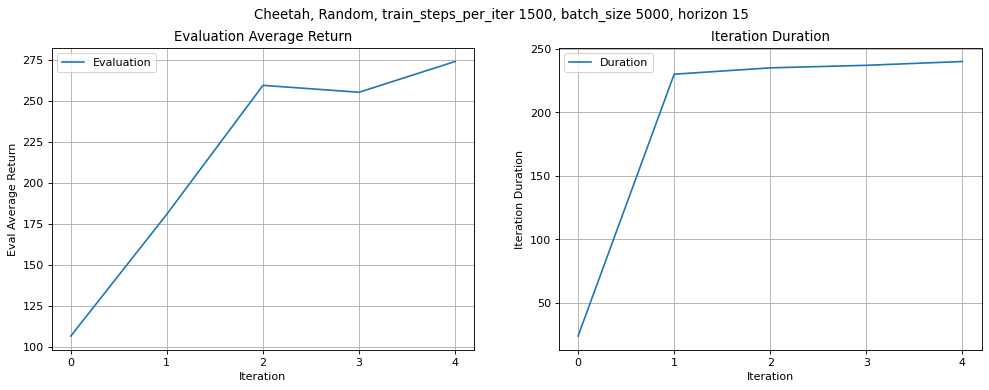 Cheetah, Random, train_steps_per_iter 1500, batch_size 5000, horizon 15
Evaluation Average Return
Evaluation
275
250
225
200
175
150
125
100
Eval Average Return
0 1 2 3 4
Iteration
Iteration Duration
Duration
250
200
150
100
50
Iteration Duration
0 1 2 3 4
Iteration